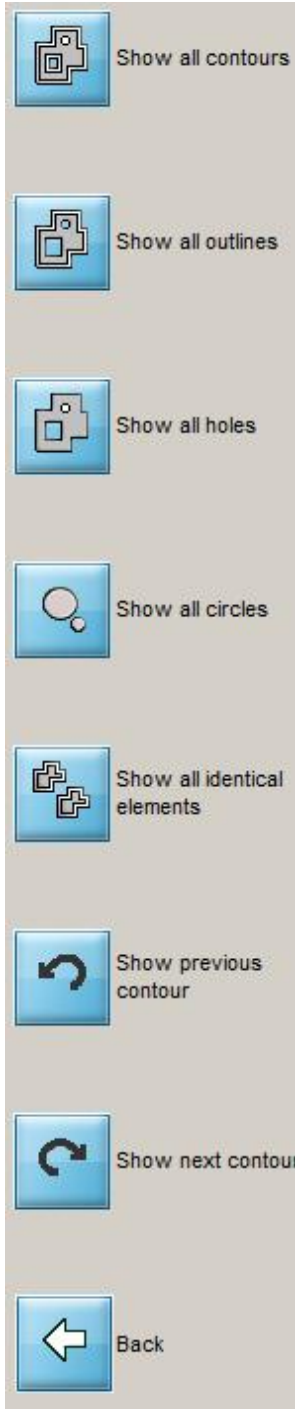 Show all contours
Show all outlines
Show all holes
Show all circles
Show all identical
elements
Show previous
contour
Show next contour
Back